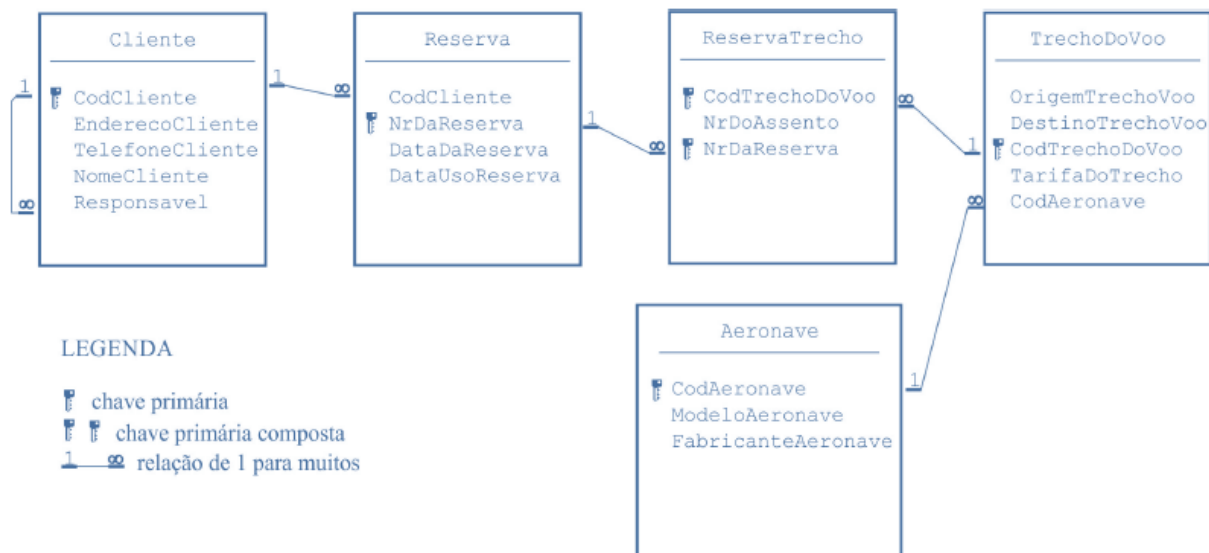 Cliente
CodCliente
EnderecoCliente
TelefoneCliente
NomeCliente
Responsavel
1
∞
1
∞
Reserva
CodCliente
NrDaReserva
DataDaReserva
DataUsoReserva
1
∞
ReservaTrecho
CodTrechoDoVoo
NrDoAssento
NrDaReserva
∞
1
TrechoDoVoo
OrigemTrechoVoo
DestinoTrechoVoo
CodTrechoDoVoo
TarifaDoTrecho
CodAeronave
∞
1
Aeronave
CodAeronave
ModeloAeronave
FabricanteAeronave
LEGENDA
chave primária
chave primária composta
1 ∞ relação de 1 para muitos